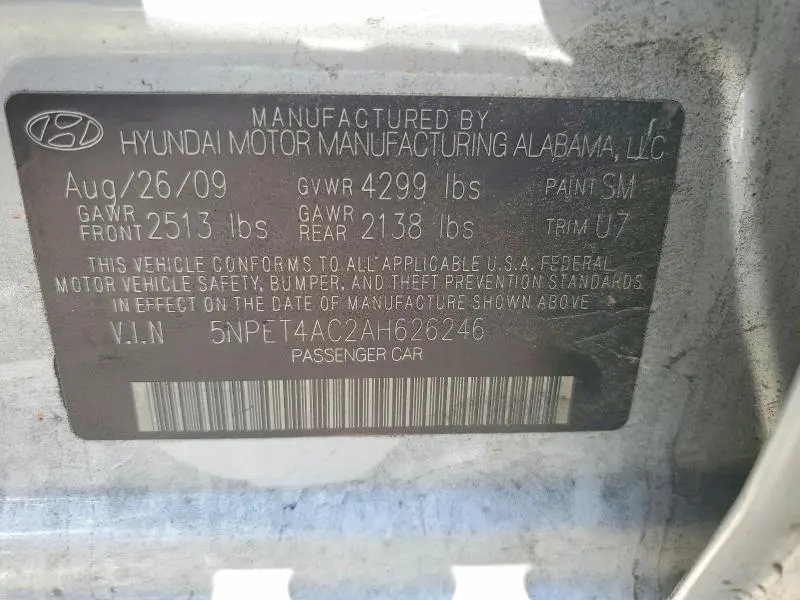 MANUFACTURED BY
HYUNDAI MOTOR MANUFACTURING ALABAMA, LLC
Aug/26/09 GVWR 4299 lbs PAINT SM
GAWR FRONT 2513 lbs GAWR REAR 2138 lbs TRIM U7
THIS VEHICLE CONFORMS TO ALL APPLICABLE U.S.A. FEDERAL
MOTOR VEHICLE SAFETY, BUMPER, AND THEFT PREVENTION STANDARDS
IN EFFECT ON THE DATE OF MANUFACTURE SHOWN ABOVE
V.I.N 5NPET4AC2AH626246
PASSENGER CAR